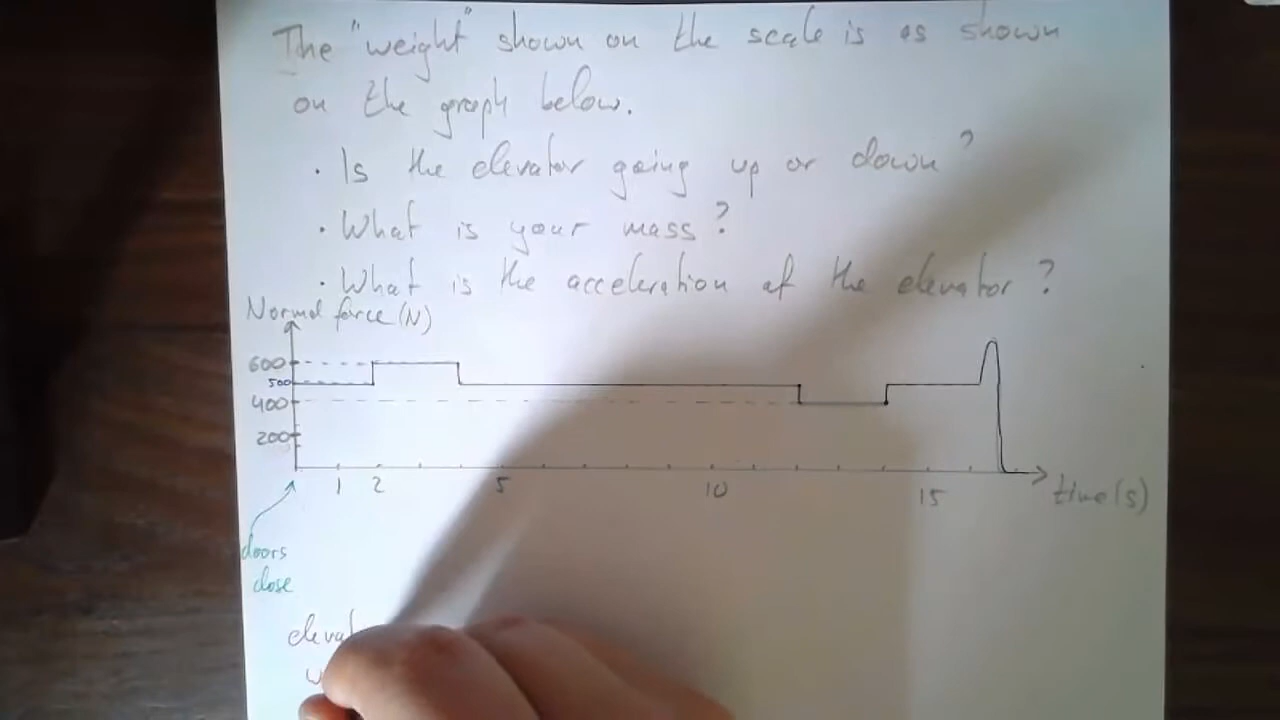 The "weight" shown on the scale is as shown
on the graph below.
· Is the elevator going up or down?
· What is your mass?
· What is the acceleration of the elevator?
Normal force (N)
600
500
400
200
1 2 5 10 15 time (s)
doors
close